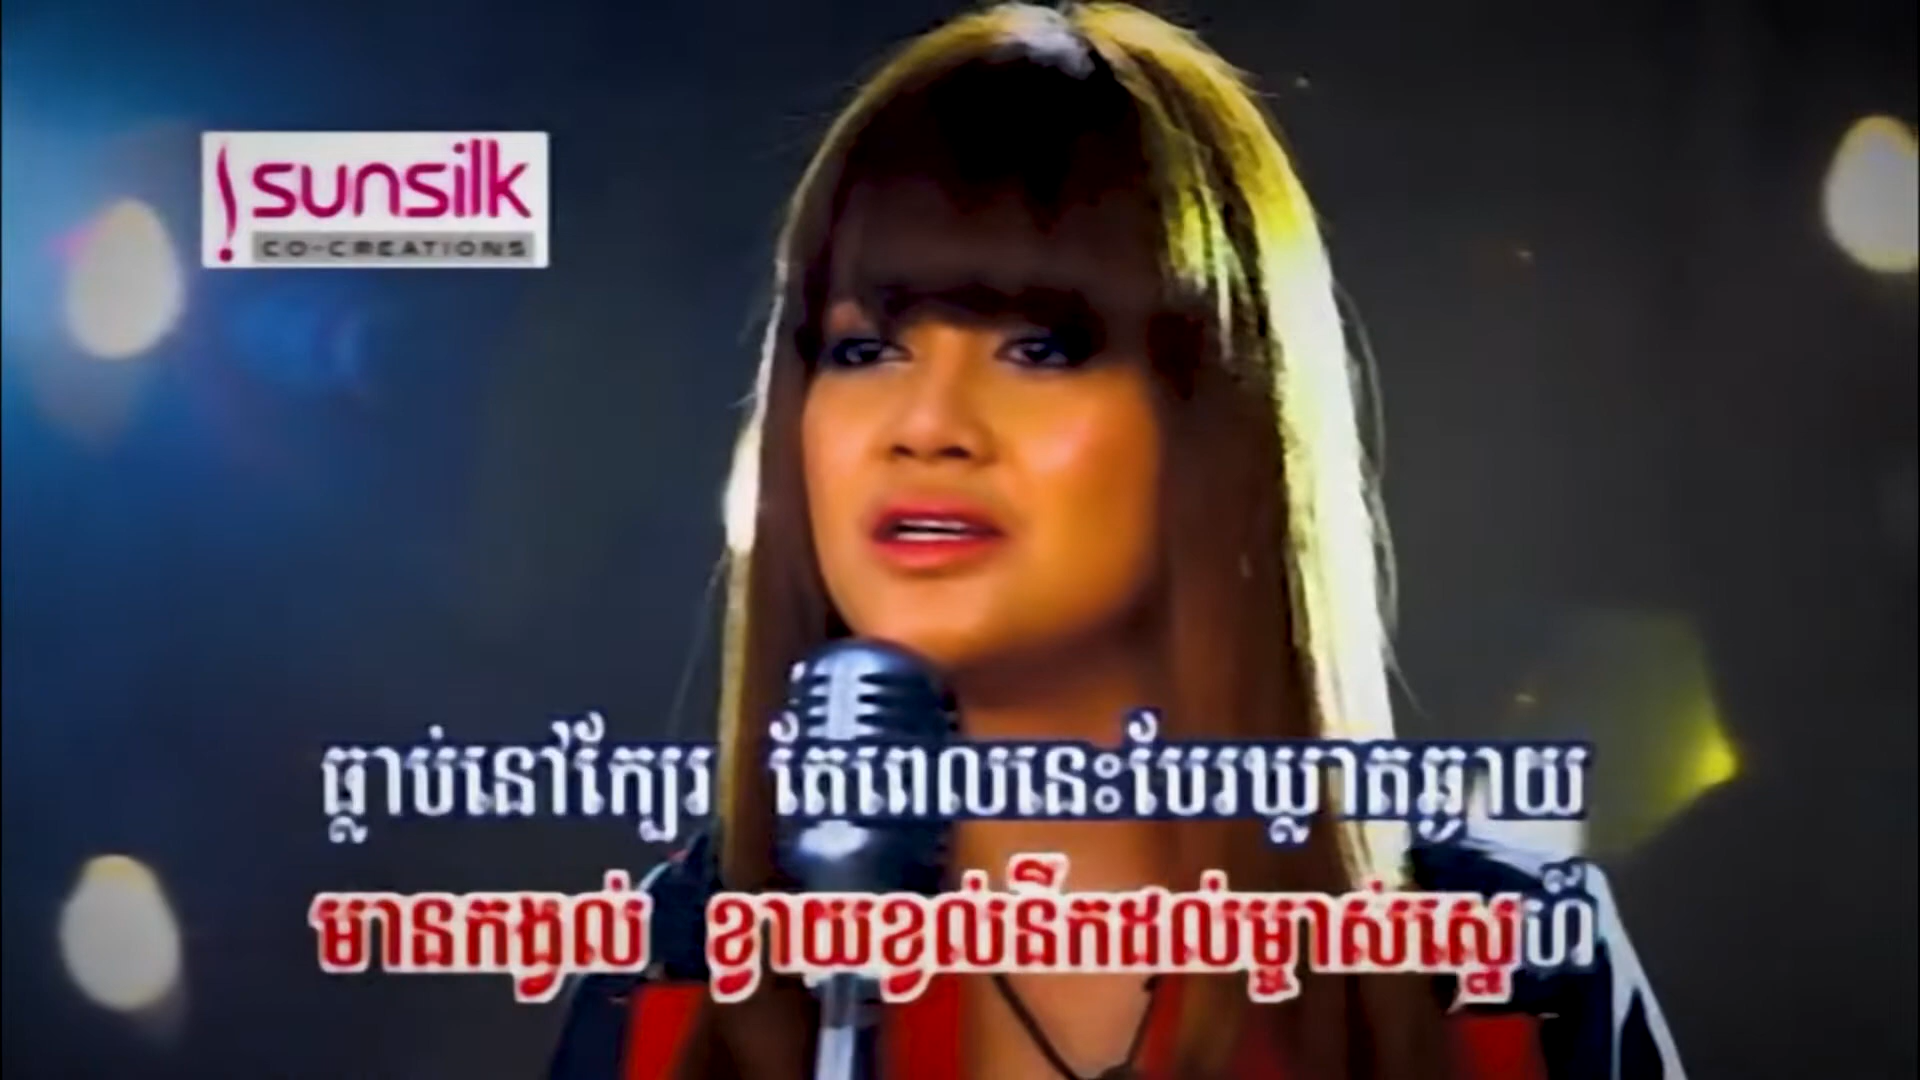 sunsilk
CO-CREATIONS
ធ្លាប់នៅក្បែរ តែពេលនេះបែរឃ្លាតឆ្ងាយ
មានកង្វល់ ខ្វាយខ្វល់នឹកដល់ម្ចាស់ស្នេហ៍